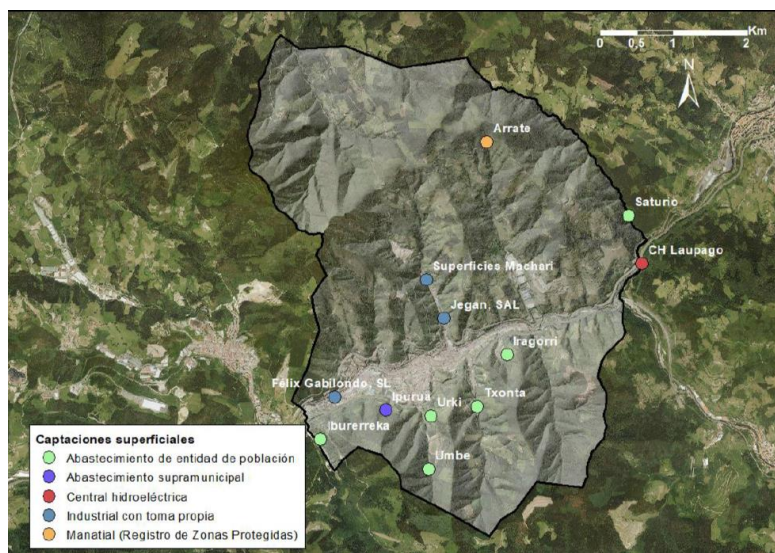 Km
0 0,5 1 2
N
Arrate
Saturio
CH Laupago
Superficies Machari
Jegan, SAL
Iragorri
Félix Gabilondo, SL
Ipurua
Urki
Txonta
Iburerreka
Umbe
Captaciones superficiales
Abastecimiento de entidad de población
Abastecimiento supramunicipal
Central hidroeléctrica
Industrial con toma propia
Manatial (Registro de Zonas Protegidas)